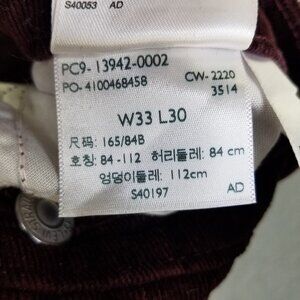 S40053 AD
PC9- 13942-0002
PO- 4100468458 CW- 2220
3514
W33 L30
尺码: 165/84B
호칭: 84 -112 허리둘레: 84 cm
엉덩이둘레: 112cm
S40197 AD